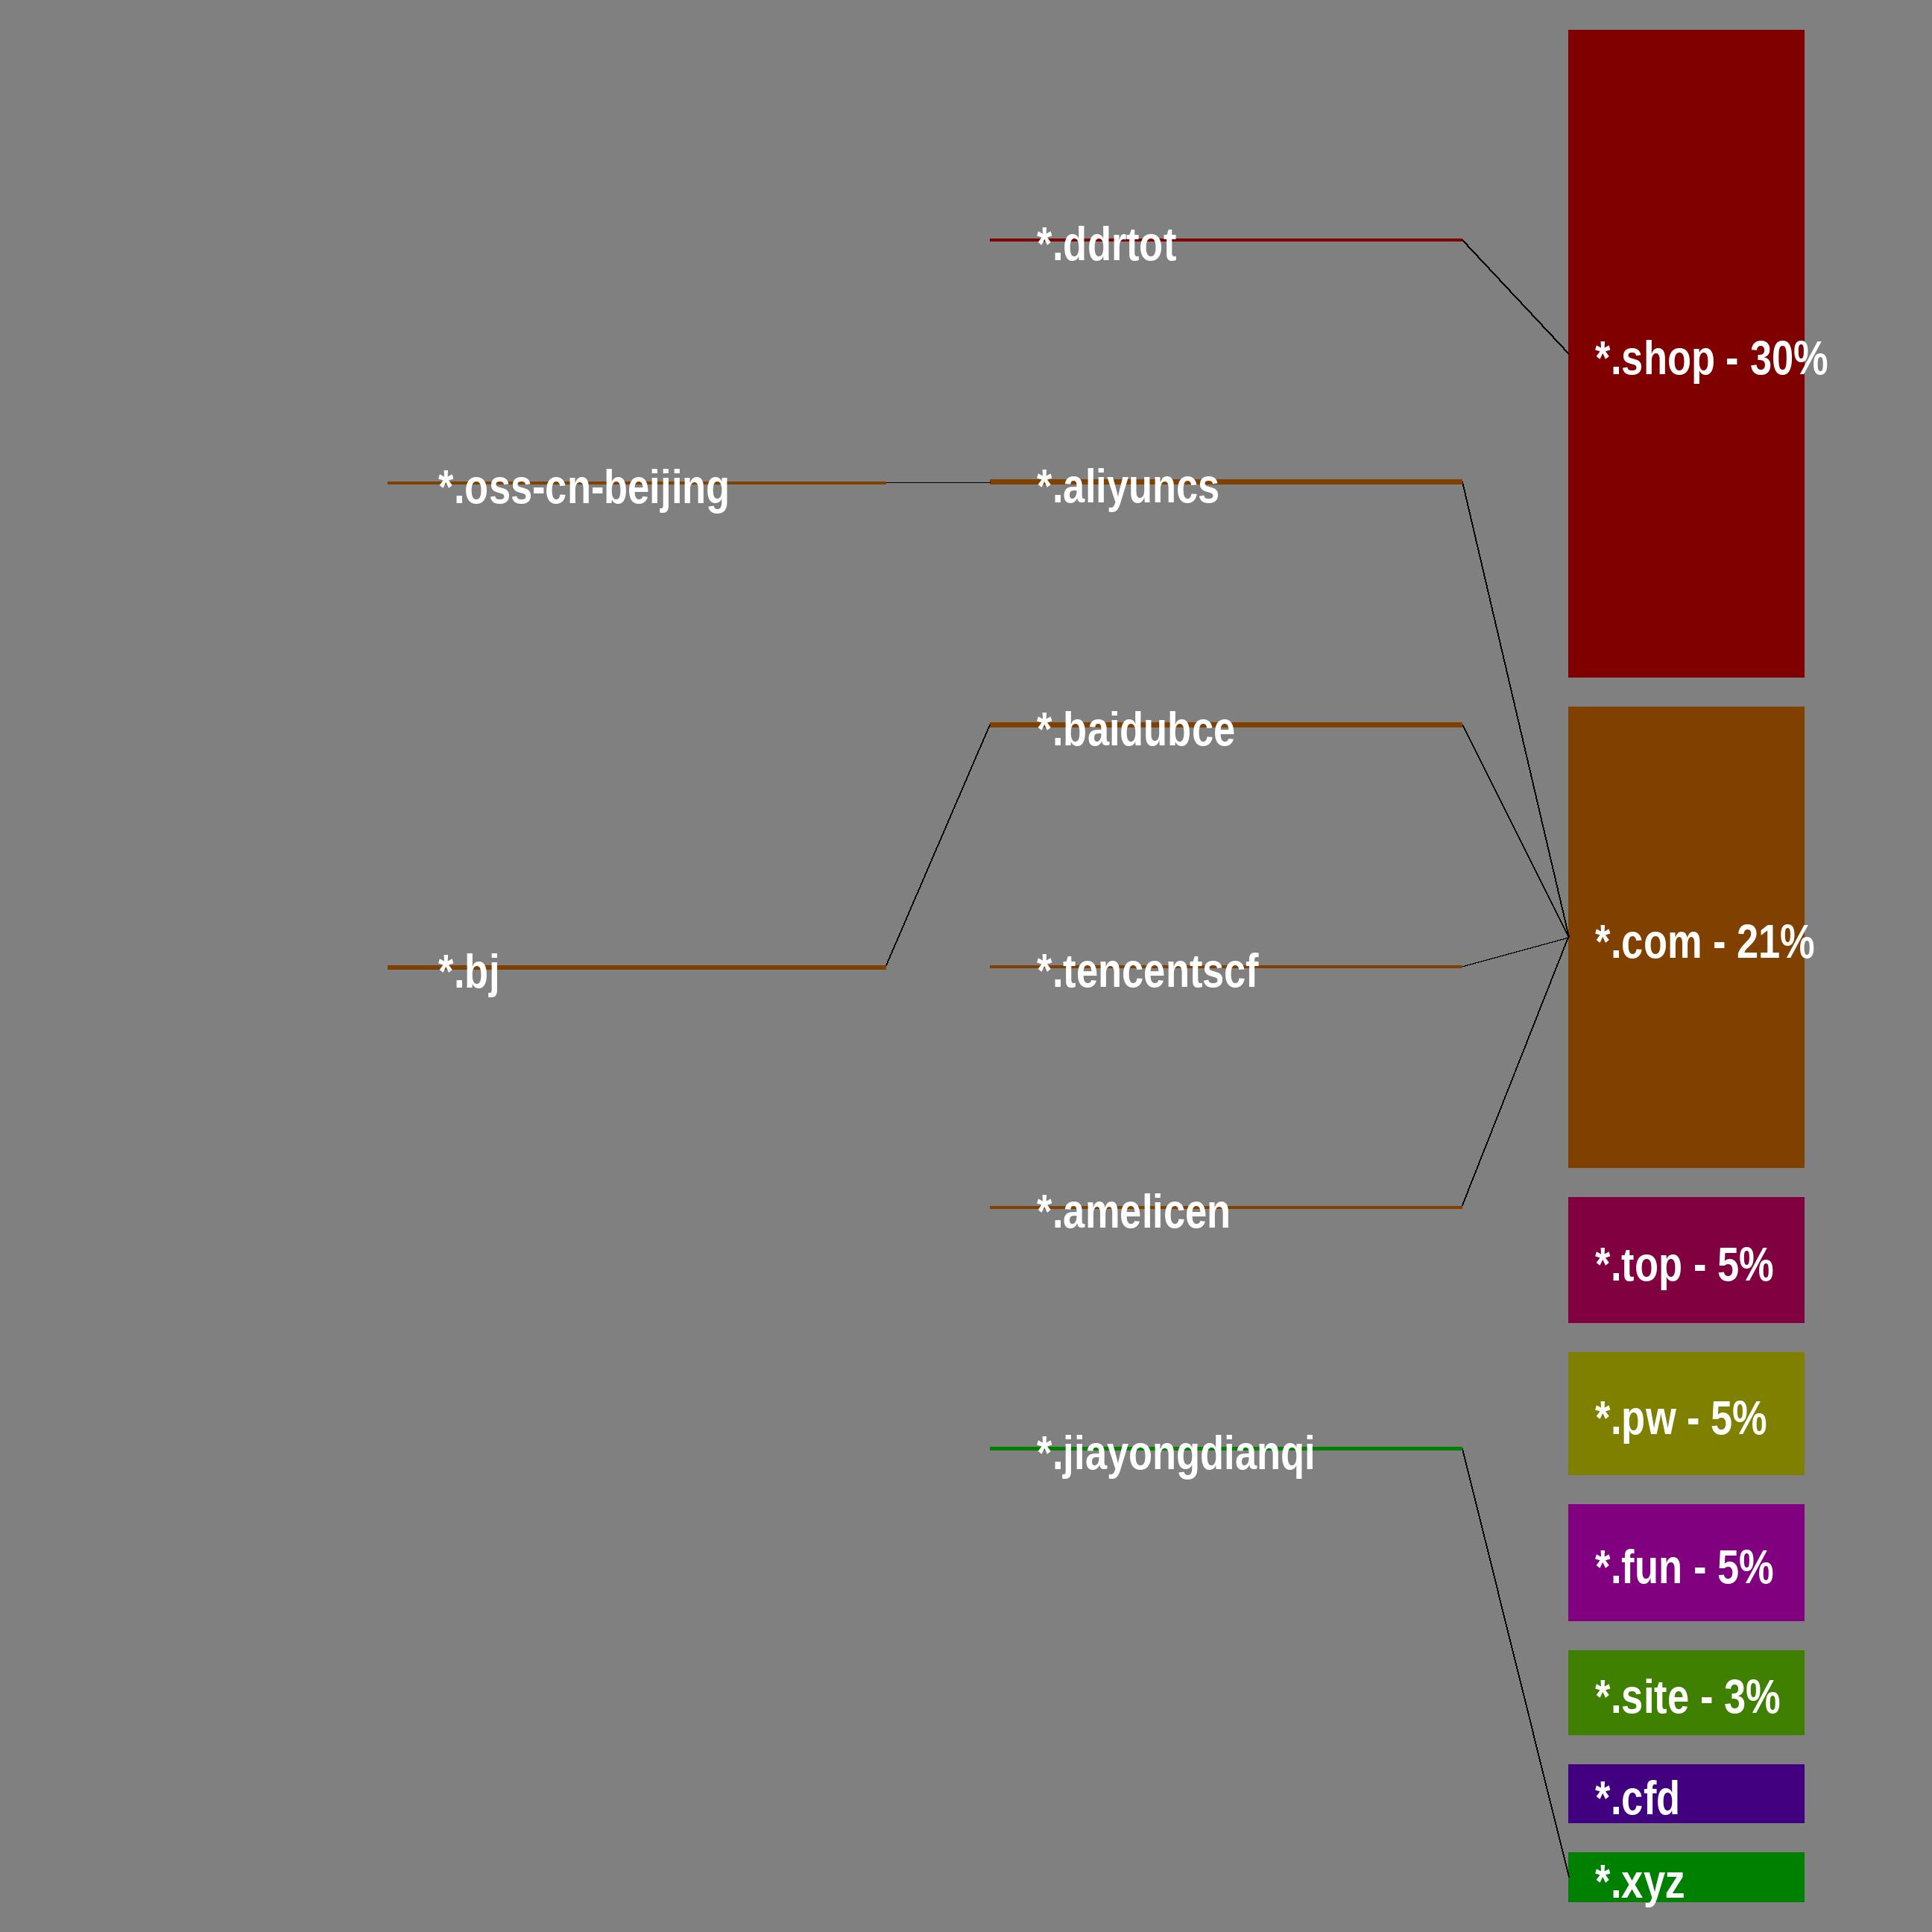 *.ddrtot
*.shop - 30%
*.oss-cn-beijing
*.aliyuncs
*.baidubce
*.com - 21%
*.bj
*.tencentscf
*.amelicen
*.top - 5%
*.pw - 5%
*.jiayongdianqi
*.fun - 5%
*.site - 3%
*.cfd
*.xyz